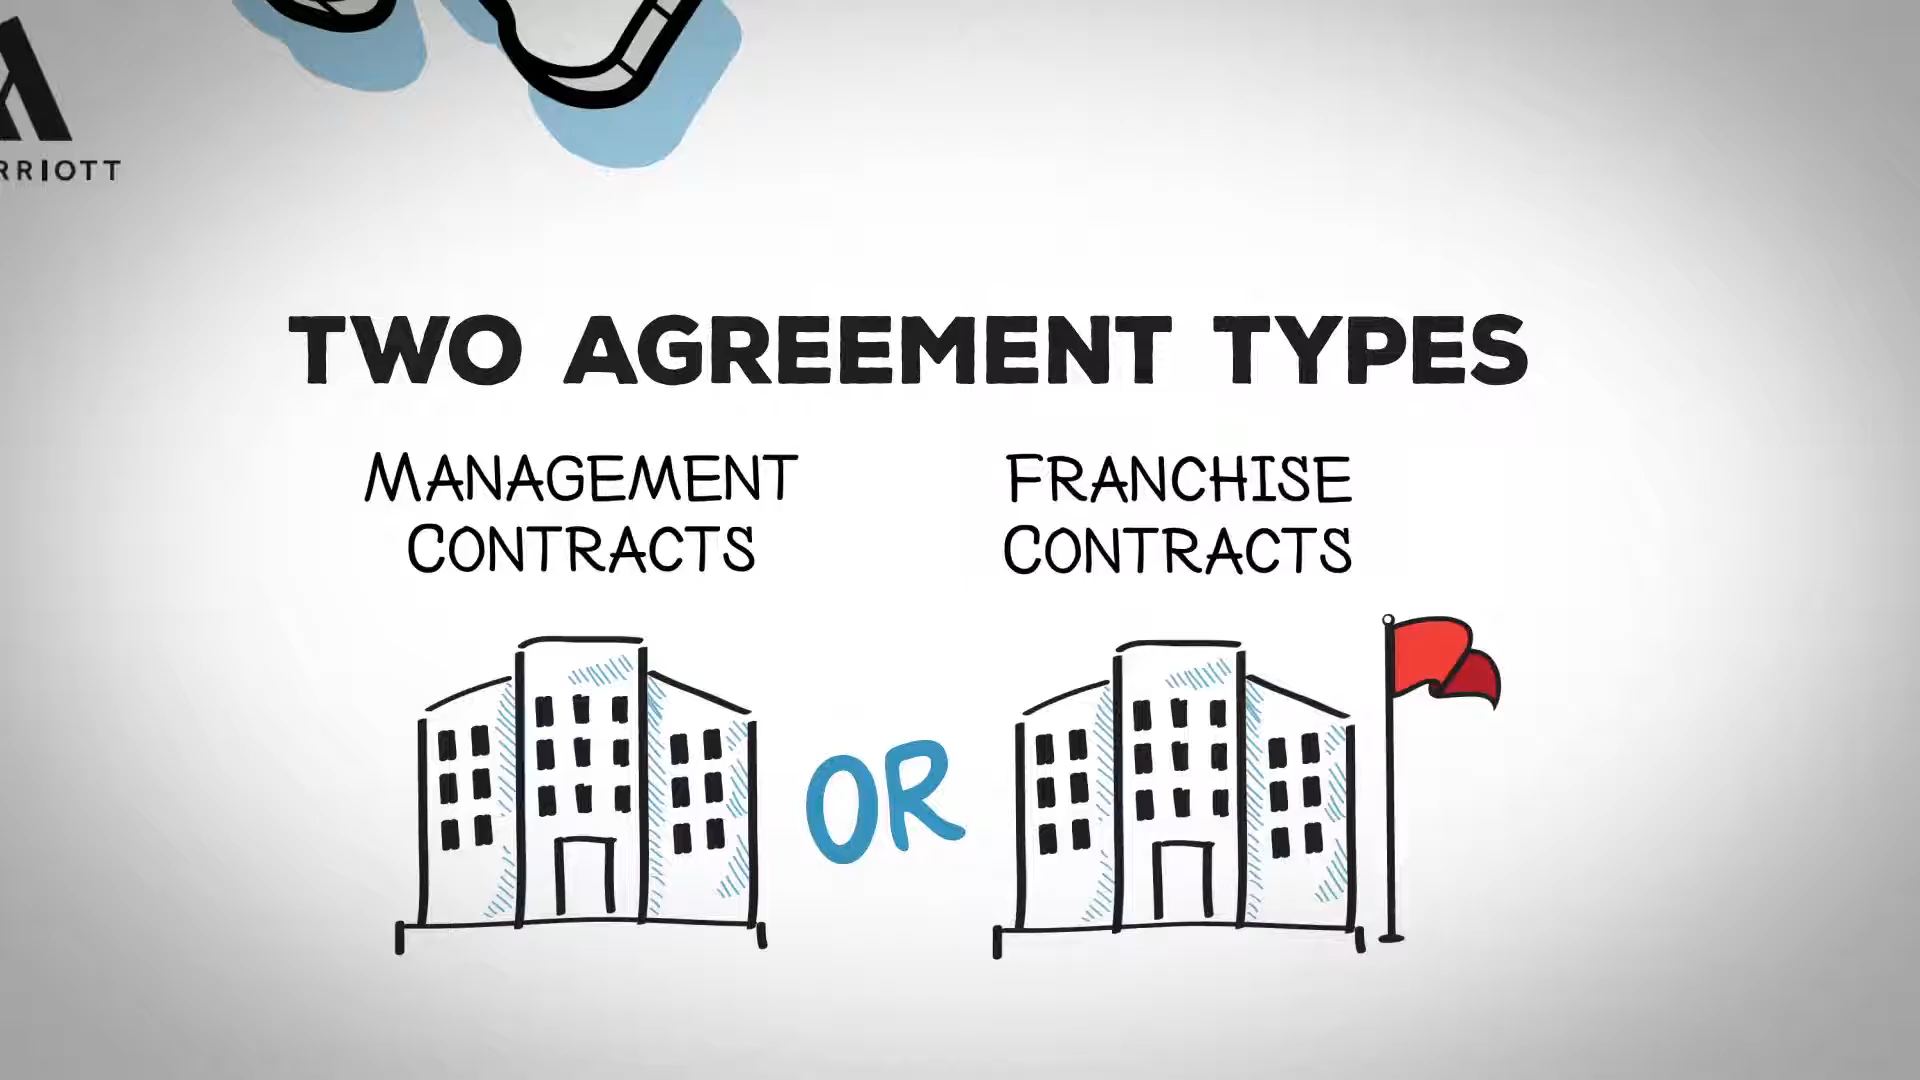 RRIOTT
TWO AGREEMENT TYPES
MANAGEMENT
CONTRACTS
FRANCHISE
CONTRACTS
OR